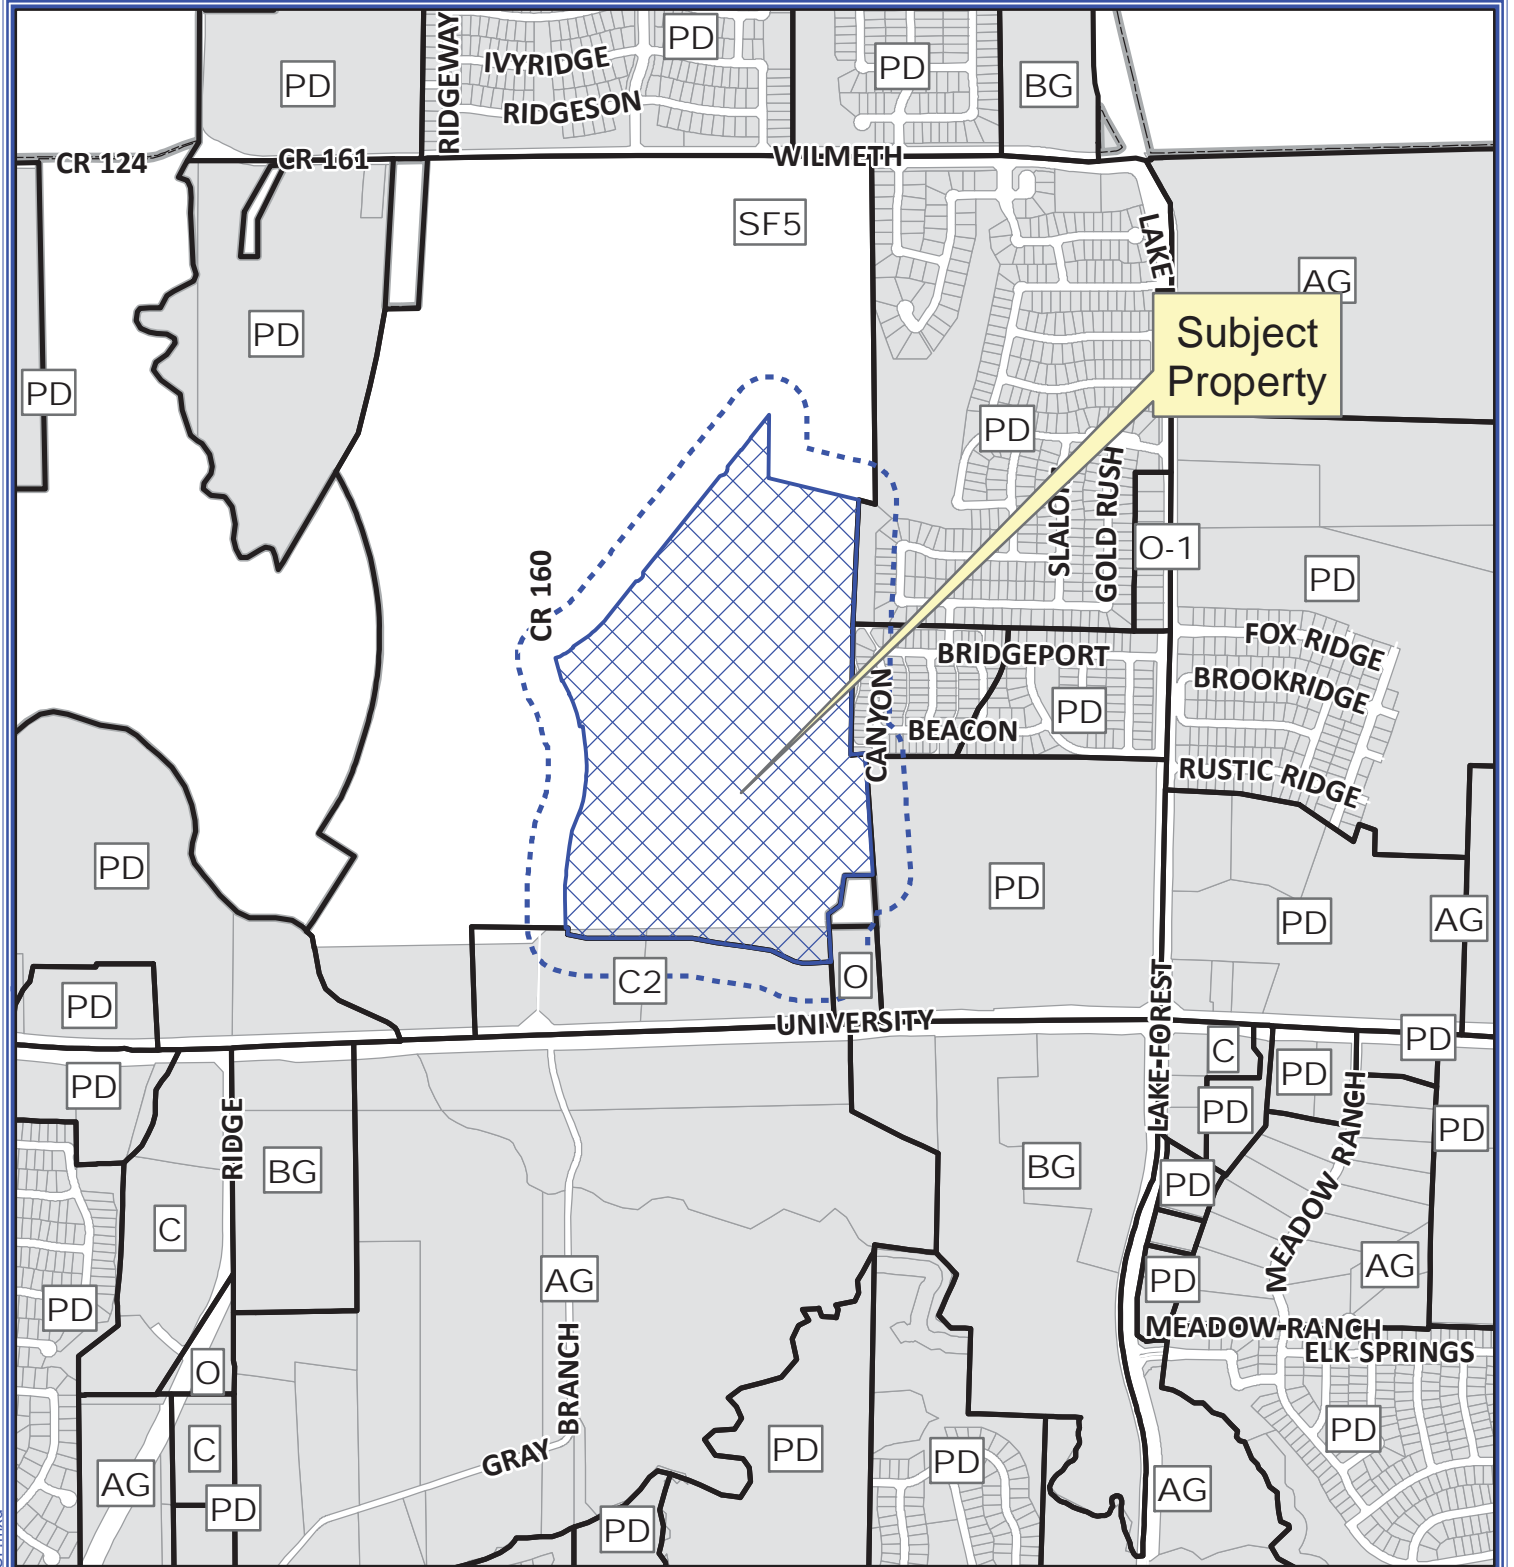 RIDGEWAY
PD
IVYRIDGE
PD
PD
BG
RIDGESON
CR 124
CR 161
WILMETH
SF5
LAKE
AG
PD
PD
Subject
Property
PD
SLALOM
GOLD RUSH
O-1
PD
CR 160
FOX RIDGE
BRIDGEPORT
BROOKRIDGE
PD
BEACON
CANYON
RUSTIC RIDGE
PD
PD
PD
AG
C2
O
PD
UNIVERSITY
LAKE FOREST
PD
C
PD
PD
PD
PD
RIDGE
BG
BG
PD
MEADOW RANCH
C
AG
PD
AG
PD
MEADOW RANCH
ELK SPRINGS
O
BRANCH
PD
C
PD
GRAY
PD
AG
AG
PD
PD